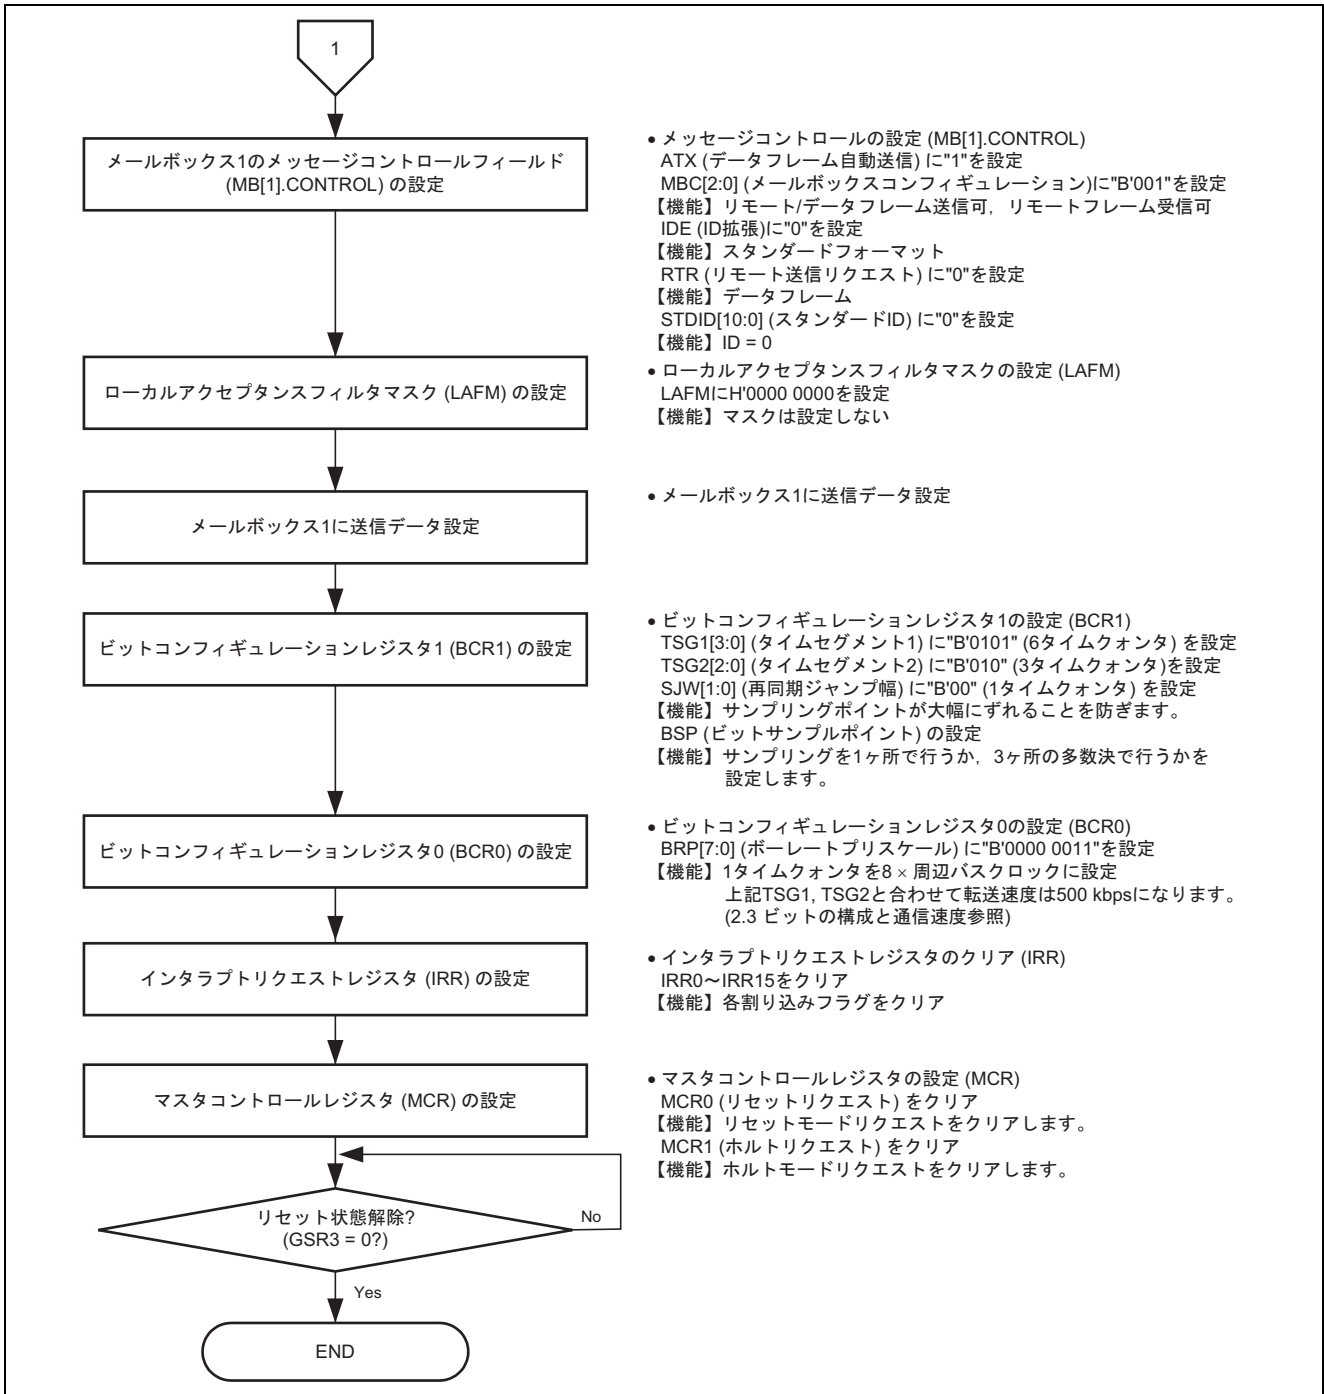 1
メールボックス1のメッセージコントロールフィールド
(MB[1].CONTROL) の設定
• メッセージコントロールの設定 (MB[1].CONTROL)
ATX (データフレーム自動送信) に"1"を設定
MBC[2:0] (メールボックスコンフィギュレーション)に"B'001"を設定
【機能】リモート/データフレーム送信可，リモートフレーム受信可
IDE (ID拡張)に"0"を設定
【機能】スタンダードフォーマット
RTR (リモート送信リクエスト) に"0"を設定
【機能】データフレーム
STDID[10:0] (スタンダードID) に"0"を設定
【機能】ID = 0
ローカルアクセプタンスフィルタマスク (LAFM) の設定
• ローカルアクセプタンスフィルタマスクの設定 (LAFM)
LAFMにH'0000 0000を設定
【機能】マスクは設定しない
メールボックス1に送信データ設定
• メールボックス1に送信データ設定
ビットコンフィギュレーションレジスタ1 (BCR1) の設定
• ビットコンフィギュレーションレジスタ1の設定 (BCR1)
TSG1[3:0] (タイムセグメント1) に"B'0101" (6タイムクォンタ) を設定
TSG2[2:0] (タイムセグメント2) に"B'010" (3タイムクォンタ)を設定
SJW[1:0] (再同期ジャンプ幅) に"B'00" (1タイムクォンタ) を設定
【機能】サンプリングポイントが大幅にずれることを防ぎます。
BSP (ビットサンプルポイント) の設定
【機能】サンプリングを1ヶ所で行うか，3ヶ所の多数決で行うかを
設定します。
ビットコンフィギュレーションレジスタ0 (BCR0) の設定
• ビットコンフィギュレーションレジスタ0の設定 (BCR0)
BRP[7:0] (ボーレートプリスケール) に"B'0000 0011"を設定
【機能】1タイムクォンタを8 × 周辺バスクロックに設定
上記TSG1, TSG2と合わせて転送速度は500 kbpsになります。
(2.3 ビットの構成と通信速度参照)
インタラプトリクエストレジスタ (IRR) の設定
• インタラプトリクエストレジスタのクリア (IRR)
IRR0～IRR15をクリア
【機能】各割り込みフラグをクリア
マスタコントロールレジスタ (MCR) の設定
• マスタコントロールレジスタの設定 (MCR)
MCR0 (リセットリクエスト) をクリア
【機能】リセットモードリクエストをクリアします。
MCR1 (ホルトリクエスト) をクリア
【機能】ホルトモードリクエストをクリアします。
リセット状態解除?
(GSR3 = 0?)
No
Yes
END